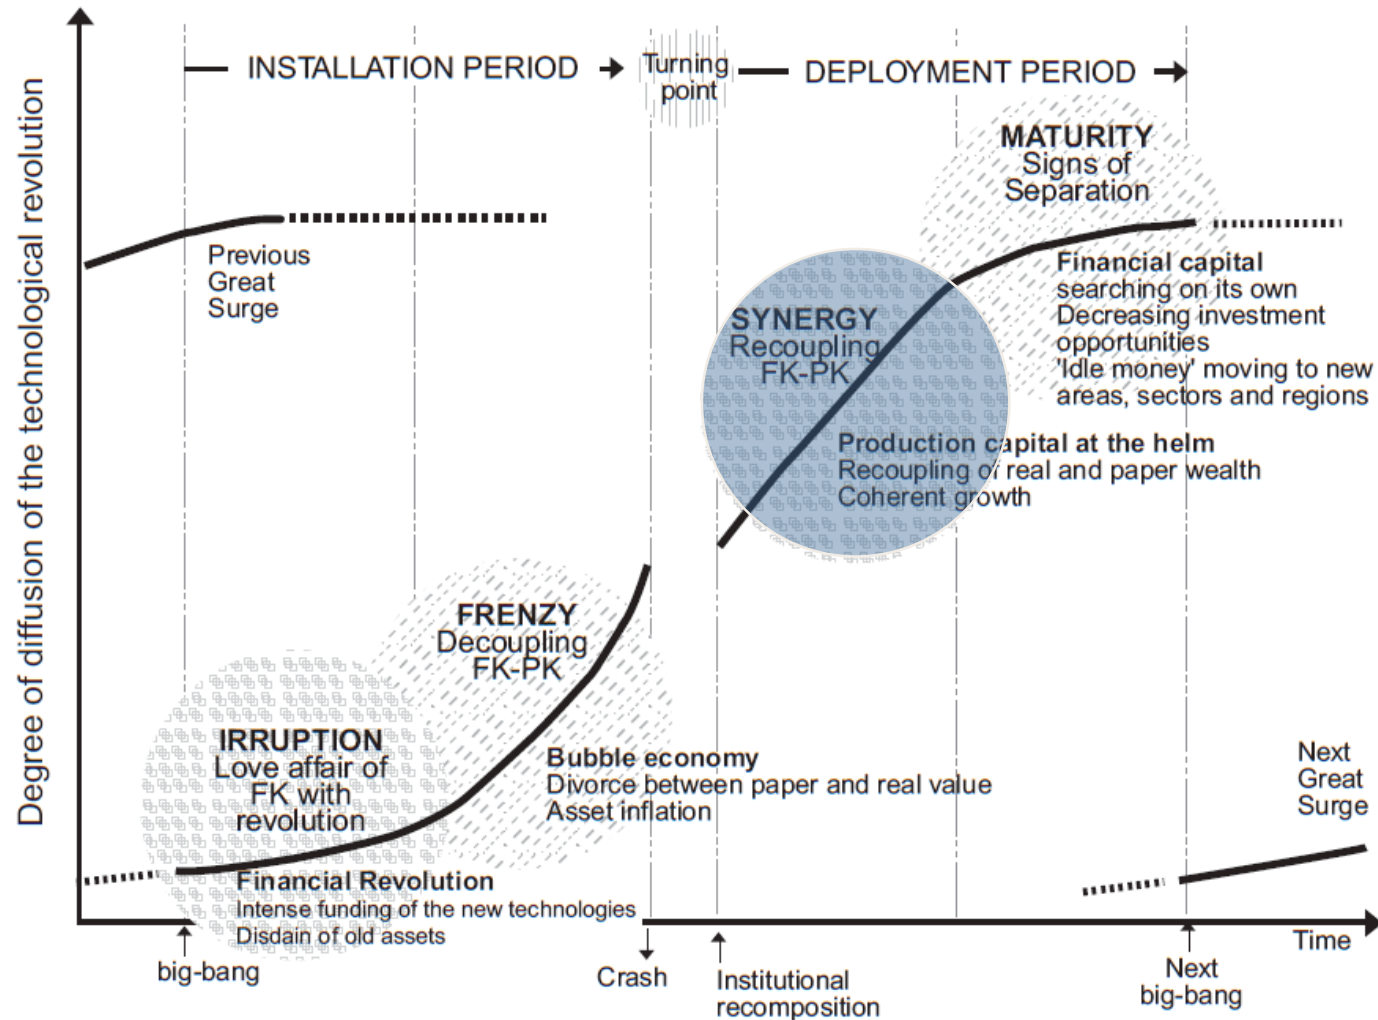 Degree of diffusion of the technological revolution
INSTALLATION PERIOD
Turning
point
DEPLOYMENT PERIOD
Previous
Great
Surge
MATURITY
Signs of
Separation
Financial capital
searching on its own
Decreasing investment
opportunities
'Idle money' moving to new
areas, sectors and regions
SYNERGY
Recoupling
FK-PK
Production capital at the helm
Recoupling of real and paper wealth
Coherent growth
FRENZY
Decoupling
FK-PK
Bubble economy
Divorce between paper and real value
Asset inflation
IRRUPTION
Love affair of
FK with
revolution
Financial Revolution
Intense funding of the new technologies
Disdain of old assets
Next
Great
Surge
Time
big-bang
Crash
Institutional
recomposition
Next
big-bang